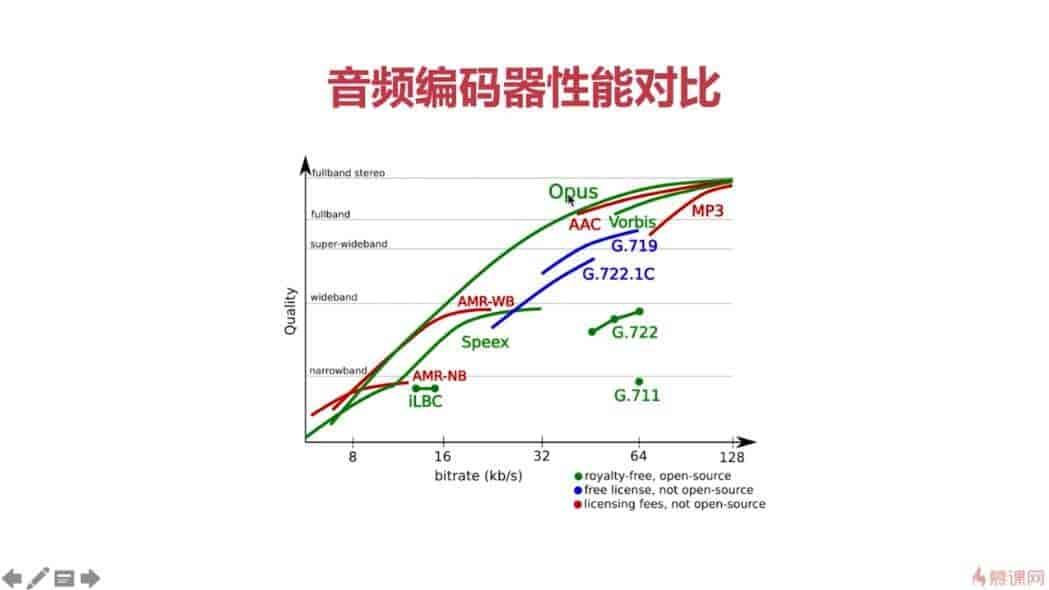 音频编码器性能对比
fullband stereo
Opus
fullband
AAC
Vorbis
MP3
super-wideband
G.719
G.722.1C
wideband
AMR-WB
Quality
Speex
G.722
narrowband
AMR-NB
iLBC
G.711
8 16 32 64 128
bitrate (kb/s)
royalty-free, open-source
free license, not open-source
licensing fees, not open-source
慕课网